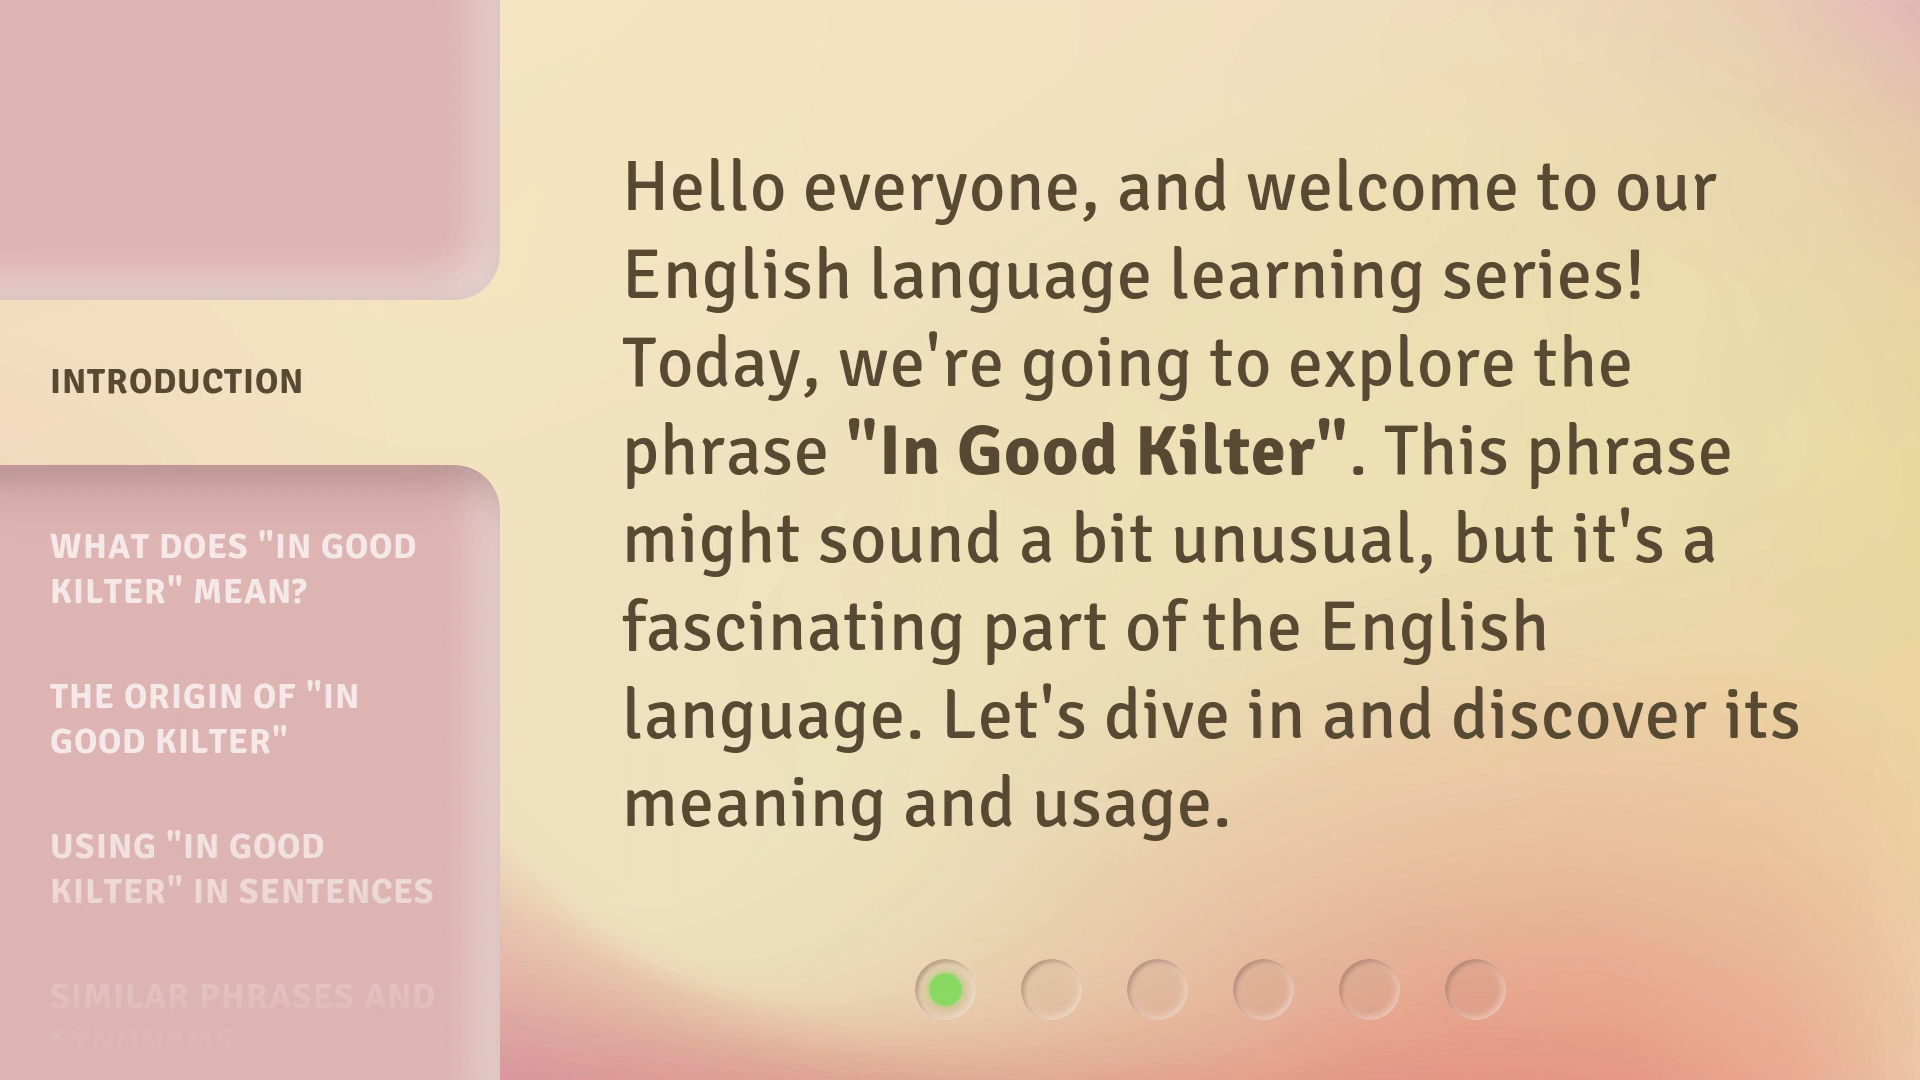 INTRODUCTION
WHAT DOES "IN GOOD
KILTER" MEAN?
THE ORIGIN OF "IN
GOOD KILTER"
USING "IN GOOD
KILTER" IN SENTENCES
SIMILAR PHRASES AND
SYNONYMS
Hello everyone, and welcome to our
English language learning series!
Today, we're going to explore the
phrase "In Good Kilter". This phrase
might sound a bit unusual, but it's a
fascinating part of the English
language. Let's dive in and discover its
meaning and usage.